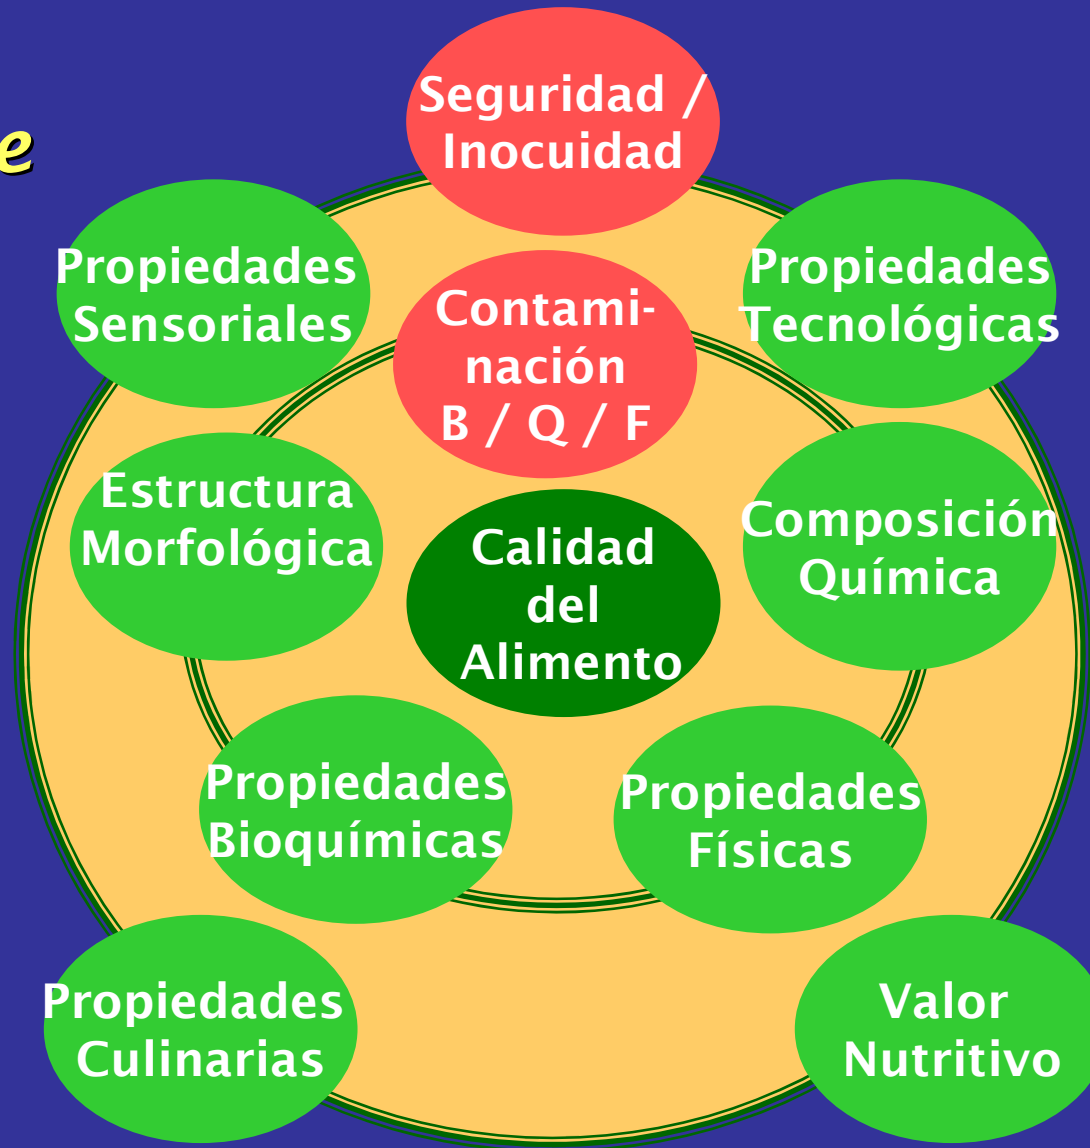 e
Seguridad /
Inocuidad
Propiedades
Sensoriales
Propiedades
Tecnológicas
Contami-
nación
B / Q / F
Estructura
Morfológica
Calidad
del
Alimento
Composición
Química
Propiedades
Bioquímicas
Propiedades
Físicas
Propiedades
Culinarias
Valor
Nutritivo